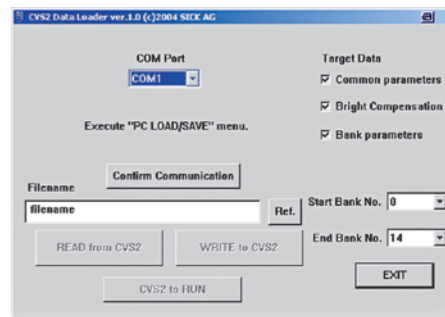 CVS2 Data Loader ver.1.0 (c)2004 SICK AG
COM Port
COM1
Execute "PC LOAD/SAVE" menu.
Confirm Communication
Target Data
Common parameters
Bright Compensation
Bank parameters
Filename
filename
Ref.
Start Bank No. 0
End Bank No. 14
READ from CVS2
WRITE to CVS2
CVS2 to RUN
EXIT